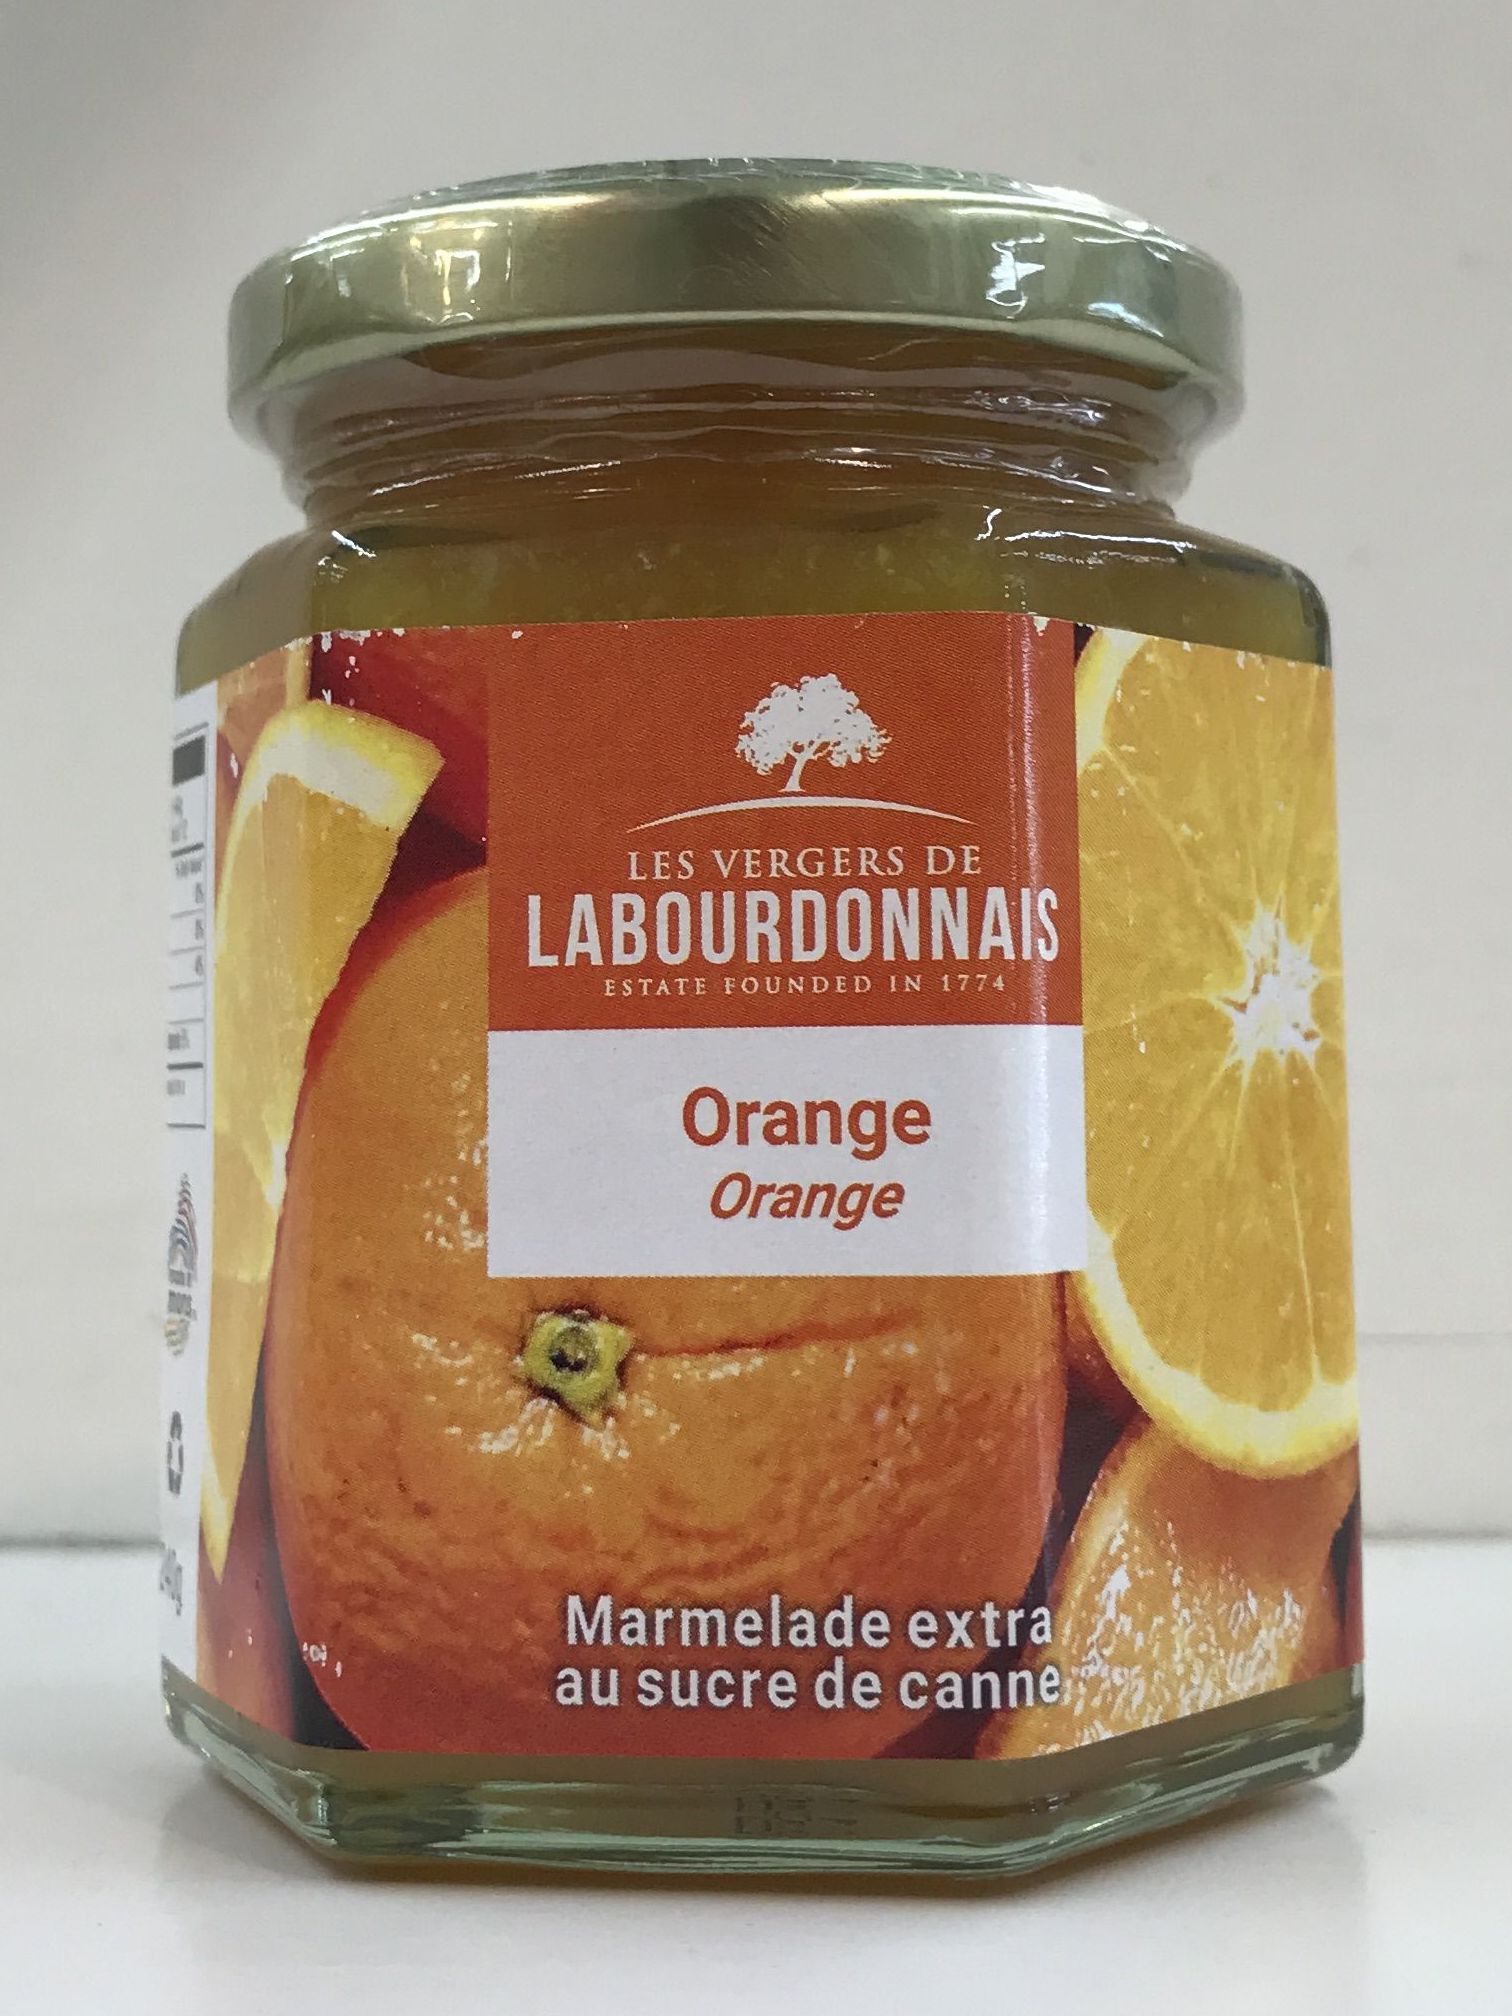 LES VERGERS DE
LABOURDONNAIS
ESTATE FOUNDED IN 1774
Orange
Orange
Marmelade extra
au sucre de canne